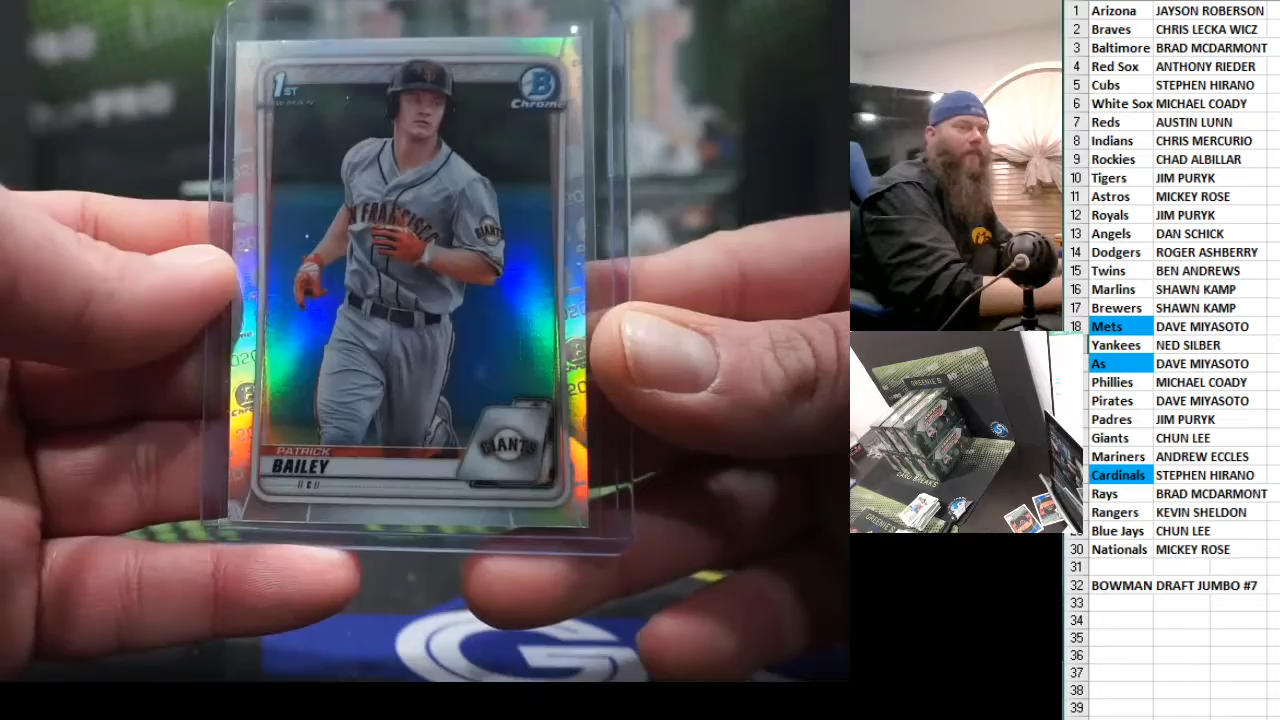 1ST
B
Chrome
SAN FRANCISCO
GIANTS
GIANTS
PATRICK
BAILEY
C
G
GREENIE'S
CARD BREAKS
GREENIE'S
1 Arizona JAYSON ROBERSON
2 Braves CHRIS LECKA WICZ
3 Baltimore BRAD MCDARMONT
4 Red Sox ANTHONY RIEDER
5 Cubs STEPHEN HIRANO
6 White Sox MICHAEL COADY
7 Reds AUSTIN LUNN
8 Indians CHRIS MERCURIO
9 Rockies CHAD ALBILLAR
10 Tigers JIM PURYK
11 Astros MICKEY ROSE
12 Royals JIM PURYK
13 Angels DAN SCHICK
14 Dodgers ROGER ASHBERRY
15 Twins BEN ANDREWS
16 Marlins SHAWN KAMP
17 Brewers SHAWN KAMP
18 Mets DAVE MIYASOTO
Yankees NED SILBER
As DAVE MIYASOTO
Phillies MICHAEL COADY
Pirates DAVE MIYASOTO
Padres JIM PURYK
Giants CHUN LEE
Mariners ANDREW ECCLES
Cardinals STEPHEN HIRANO
Rays BRAD MCDARMONT
Rangers KEVIN SHELDON
Blue Jays CHUN LEE
30 Nationals MICKEY ROSE
31
32 BOWMAN DRAFT JUMBO #7
33
34
35
36
37
38
39